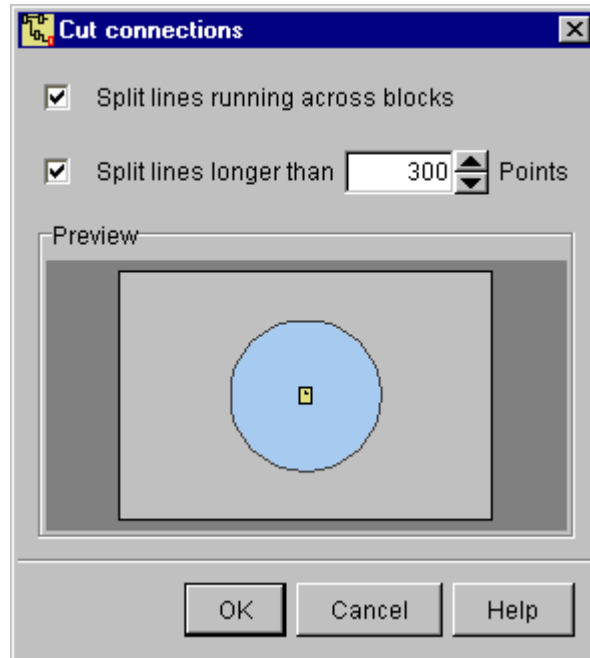 Cut connections
Split lines running across blocks
Split lines longer than 300 Points
Preview
OK Cancel Help